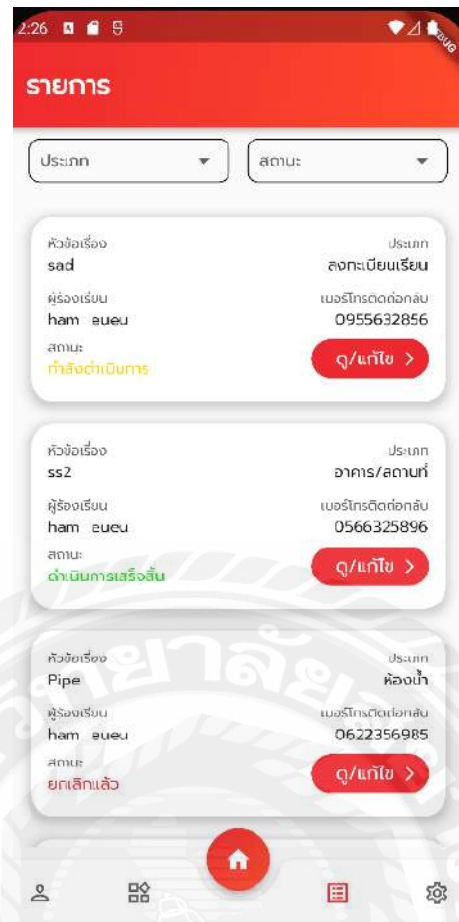 2:26
รายการ
ประเภท สถานะ
หัวข้อเรื่อง ประเภท
sad ลงทะเบียนเรียน
ผู้ร้องเรียน เบอร์โทรติดต่อกลับ
ham eueu 0955632856
สถานะ
กำลังดำเนินการ ดู/แก้ไข
หัวข้อเรื่อง ประเภท
ss2 อาคาร/สถานที่
ผู้ร้องเรียน เบอร์โทรติดต่อกลับ
ham eueu 0566325896
สถานะ
ดำเนินการเสร็จสิ้น ดู/แก้ไข
หัวข้อเรื่อง ประเภท
Pipe ห้องน้ำ
ผู้ร้องเรียน เบอร์โทรติดต่อกลับ
ham eueu 0622356985
สถานะ
ยกเลิกแล้ว ดู/แก้ไข